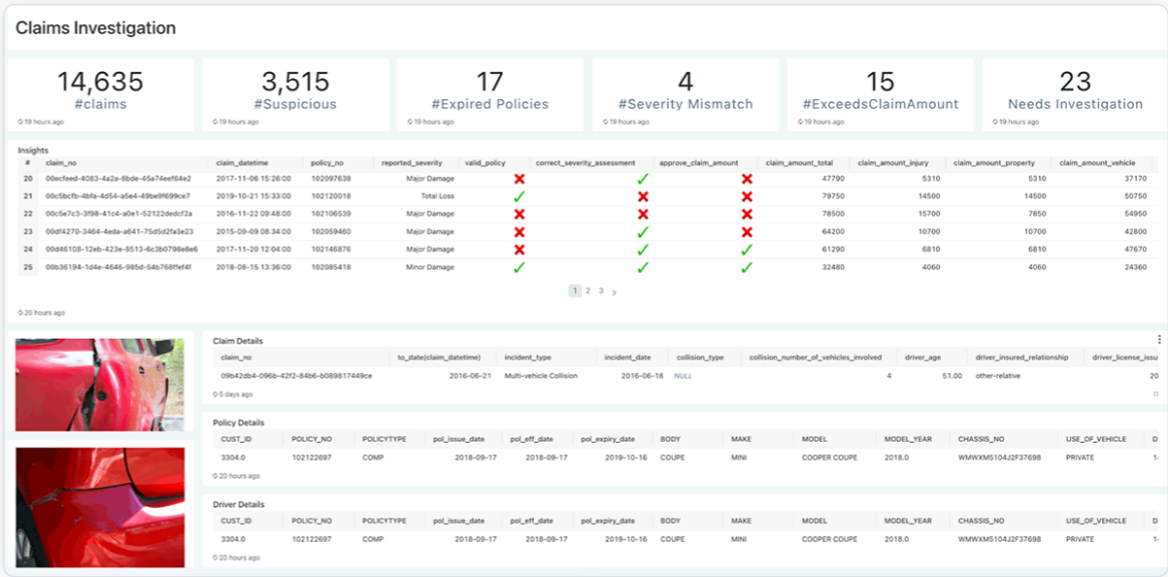 Claims Investigation
14,635
#claims
19 hours ago
3,515
#Suspicious
19 hours ago
17
#Expired Policies
19 hours ago
4
#Severity Mismatch
19 hours ago
15
#ExceedsClaimAmount
19 hours ago
23
Needs Investigation
19 hours ago
Insights
# claim_no claim_datetime policy_no reported_severity valid_policy correct_severity_assessment approve_claim_amount claim_amount_total claim_amount_injury claim_amount_property claim_amount_vehicle
20 00ecfeed-4083-4a2a-8bde-45a74eef64e2 2017-11-06 15:26:00 102097638 Major Damage ❌ ✓ ❌ 47790 5310 5310 37170
21 00c5bcfb-4bfa-4d54-a5e4-49be9f699ce7 2019-10-21 15:33:00 102120018 Total Loss ✓ ❌ ❌ 79750 14500 14500 50750
22 00c5e7c3-3f98-41c4-a0e1-52122dedcf2a 2016-11-22 09:48:00 102106539 Major Damage ❌ ❌ ❌ 78500 15700 7850 54950
23 00df4270-3464-4eda-a641-75d5d2fa3e23 2015-09-09 08:34:00 102059460 Major Damage ❌ ✓ ❌ 64200 10700 10700 42800
24 00d46108-12eb-423e-8513-6c3b0798e8e6 2017-11-20 12:04:00 102146876 Major Damage ❌ ✓ ✓ 61290 6810 6810 47670
25 00b36194-1d4e-4646-985d-54b768ffef4f 2018-08-15 13:36:00 102085418 Minor Damage ✓ ✓ ✓ 32480 4060 4060 24360
1 2 3 >
20 hours ago
Claim Details
claim_no to_date(claim_datetime) incident_type incident_date collision_type collision_number_of_vehicles_involved driver_age driver_insured_relationship driver_license_issu
09b42db4-096b-42f2-84b6-b089817449ce 2016-06-21 Multi-vehicle Collision 2016-06-18 NULL 4 51.00 other-relative 20
5 days ago
Policy Details
CUST_ID POLICY_NO POLICYTYPE pol_issue_date pol_eff_date pol_expiry_date BODY MAKE MODEL MODEL_YEAR CHASSIS_NO USE_OF_VEHICLE D
3304.0 102122697 COMP 2018-09-17 2018-09-17 2019-10-16 COUPE MINI COOPER COUPE 2018.0 WMWXM5104J2F37698 PRIVATE 1-
20 hours ago
Driver Details
CUST_ID POLICY_NO POLICYTYPE pol_issue_date pol_eff_date pol_expiry_date BODY MAKE MODEL MODEL_YEAR CHASSIS_NO USE_OF_VEHICLE D
3304.0 102122697 COMP 2018-09-17 2018-09-17 2019-10-16 COUPE MINI COOPER COUPE 2018.0 WMWXM5104J2F37698 PRIVATE 1-
20 hours ago